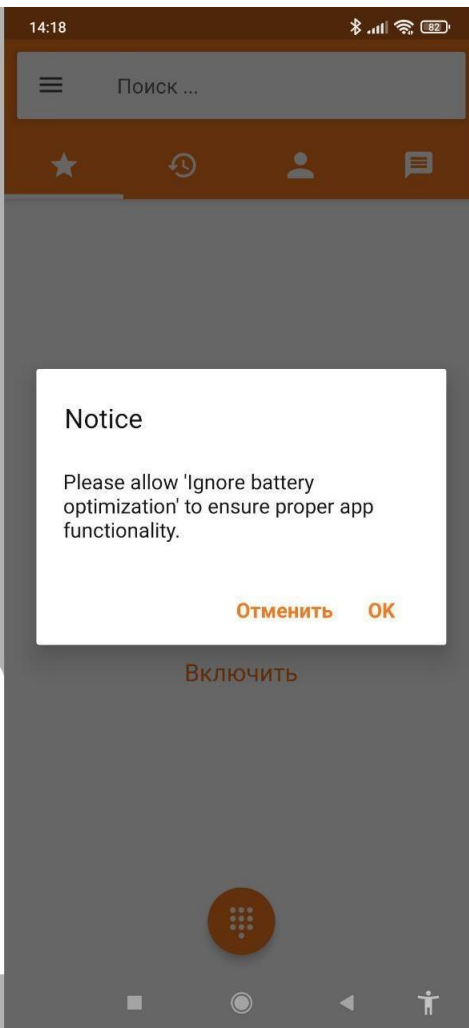 14:18
82
Поиск ...
Notice
Please allow 'Ignore battery
optimization' to ensure proper app
functionality.
Отменить OK
Включить